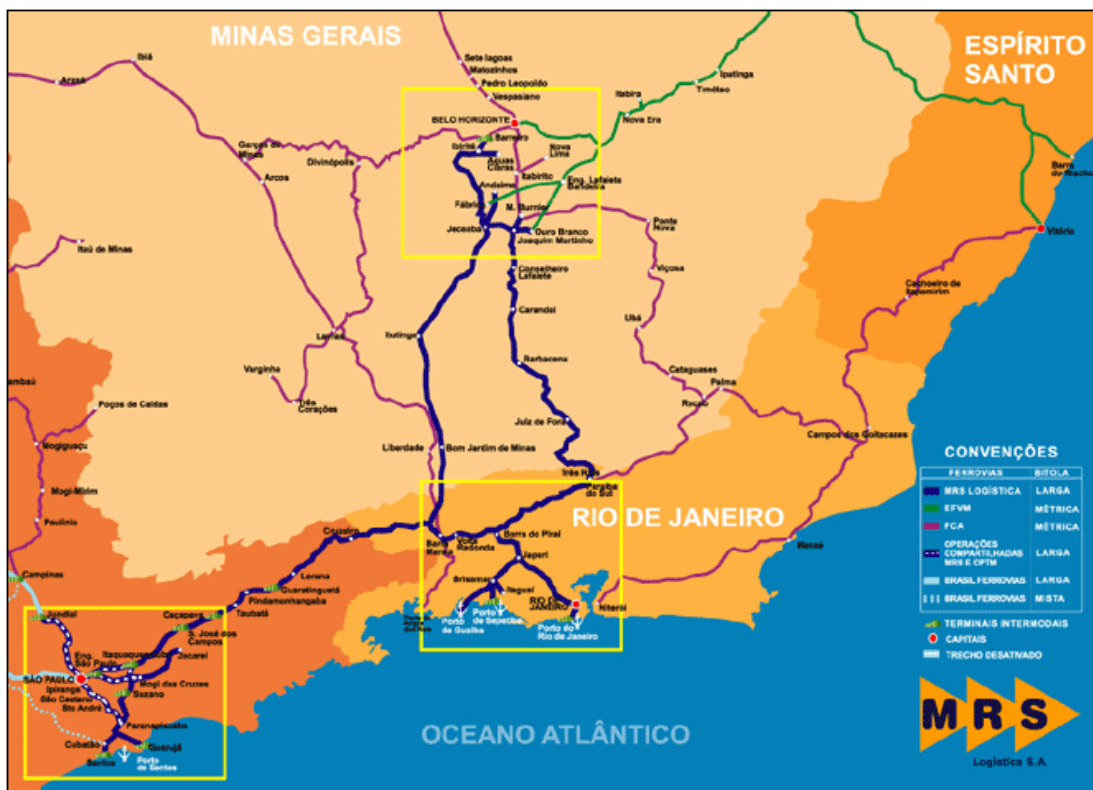 MINAS GERAIS
ESPÍRITO
SANTO
Ibiá
Araxá
Sete lagoas
Matozinhos
Pedro Leopoldo
Vespasiano
Ipatinga
Timóteo
Itabira
Nova Era
BELO HORIZONTE
Barreiro
Ibirité
Águas
Claras
Nova
Lima
Garças de
Minas
Divinópolis
Arcos
Itabirito
Andaime
Eng. Lafaiete
Bandeira
Fábrica
M. Burnier
Jeceaba
Ouro Branco
Joaquim Murtinho
Ponte
Nova
Vitória
Itaú de Minas
Conselheiro
Lafaiete
Viçosa
Cachoeiro de
Itapemirim
Carandaí
Ubá
Itutinga
Lavras
Barbacena
Varginha
Três
Corações
Cataguases
Palma
Recreio
Poços de Caldas
Juiz de Fora
Campos dos Goitacazes
Mogiguaçu
Liberdade
Bom Jardim de Minas
Mogi-Mirim
Três Rios
Paraíba
do Sul
Paulínia
RIO DE JANEIRO
Cruzeiro
Barra
Mansa
Volta
Redonda
Barra do Piraí
Macaé
Japeri
Campinas
Lorena
Guaratinguetá
Pindamonhangaba
Brisamar
Itaguaí
RIO DE
JANEIRO
Niterói
Jundiaí
Caçapava
Taubaté
Porto
de Guaíba
Porto
de Sepetiba
Porto do
Rio de Janeiro
S. José dos
Campos
Eng.
São Paulo
Itaquaquecetuba
Jacareí
SÃO PAULO
Ipiranga
Mogi das Cruzes
Suzano
São Caetano
Sto André
Paranapiacaba
Cubatão
Guarujá
Santos
Porto
de Santos
OCEANO ATLÂNTICO
CONVENÇÕES
FERROVIAS BITOLA
MRS LOGÍSTICA LARGA
EFVM MÉTRICA
FCA MÉTRICA
OPERAÇÕES
COMPARTILHADAS
MRS E CPTM LARGA
BRASIL FERROVIAS LARGA
BRASIL FERROVIAS MISTA
TERMINAIS INTERMODAIS
CAPITAIS
TRECHO DESATIVADO
MRS
Logística S.A.